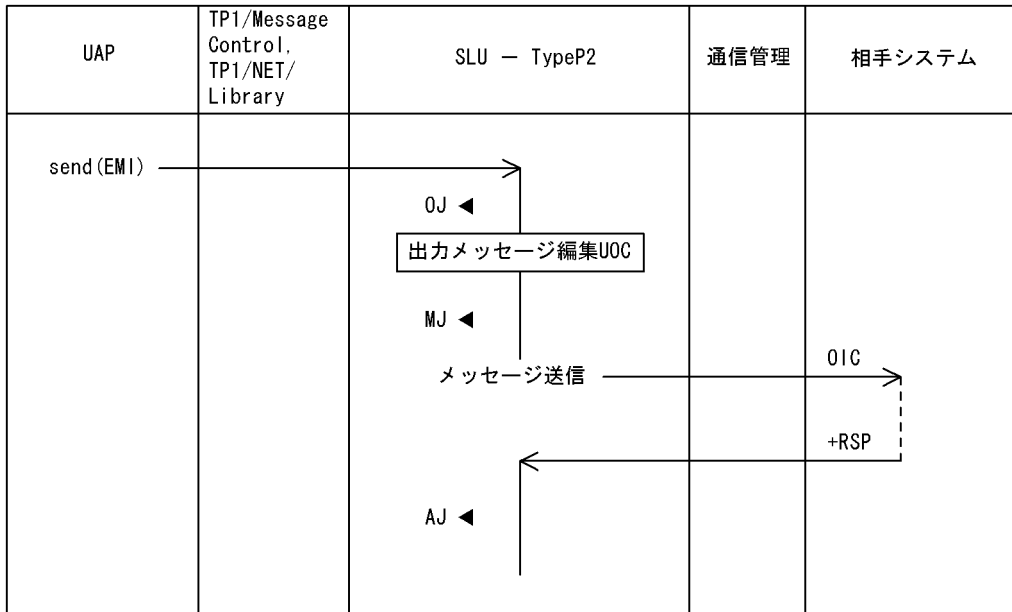 UAP
TP1/Message
Control,
TP1/NET/
Library
SLU － TypeP2
通信管理
相手システム
send(EMI)
OJ
出力メッセージ編集UOC
MJ
メッセージ送信
OIC
+RSP
AJ